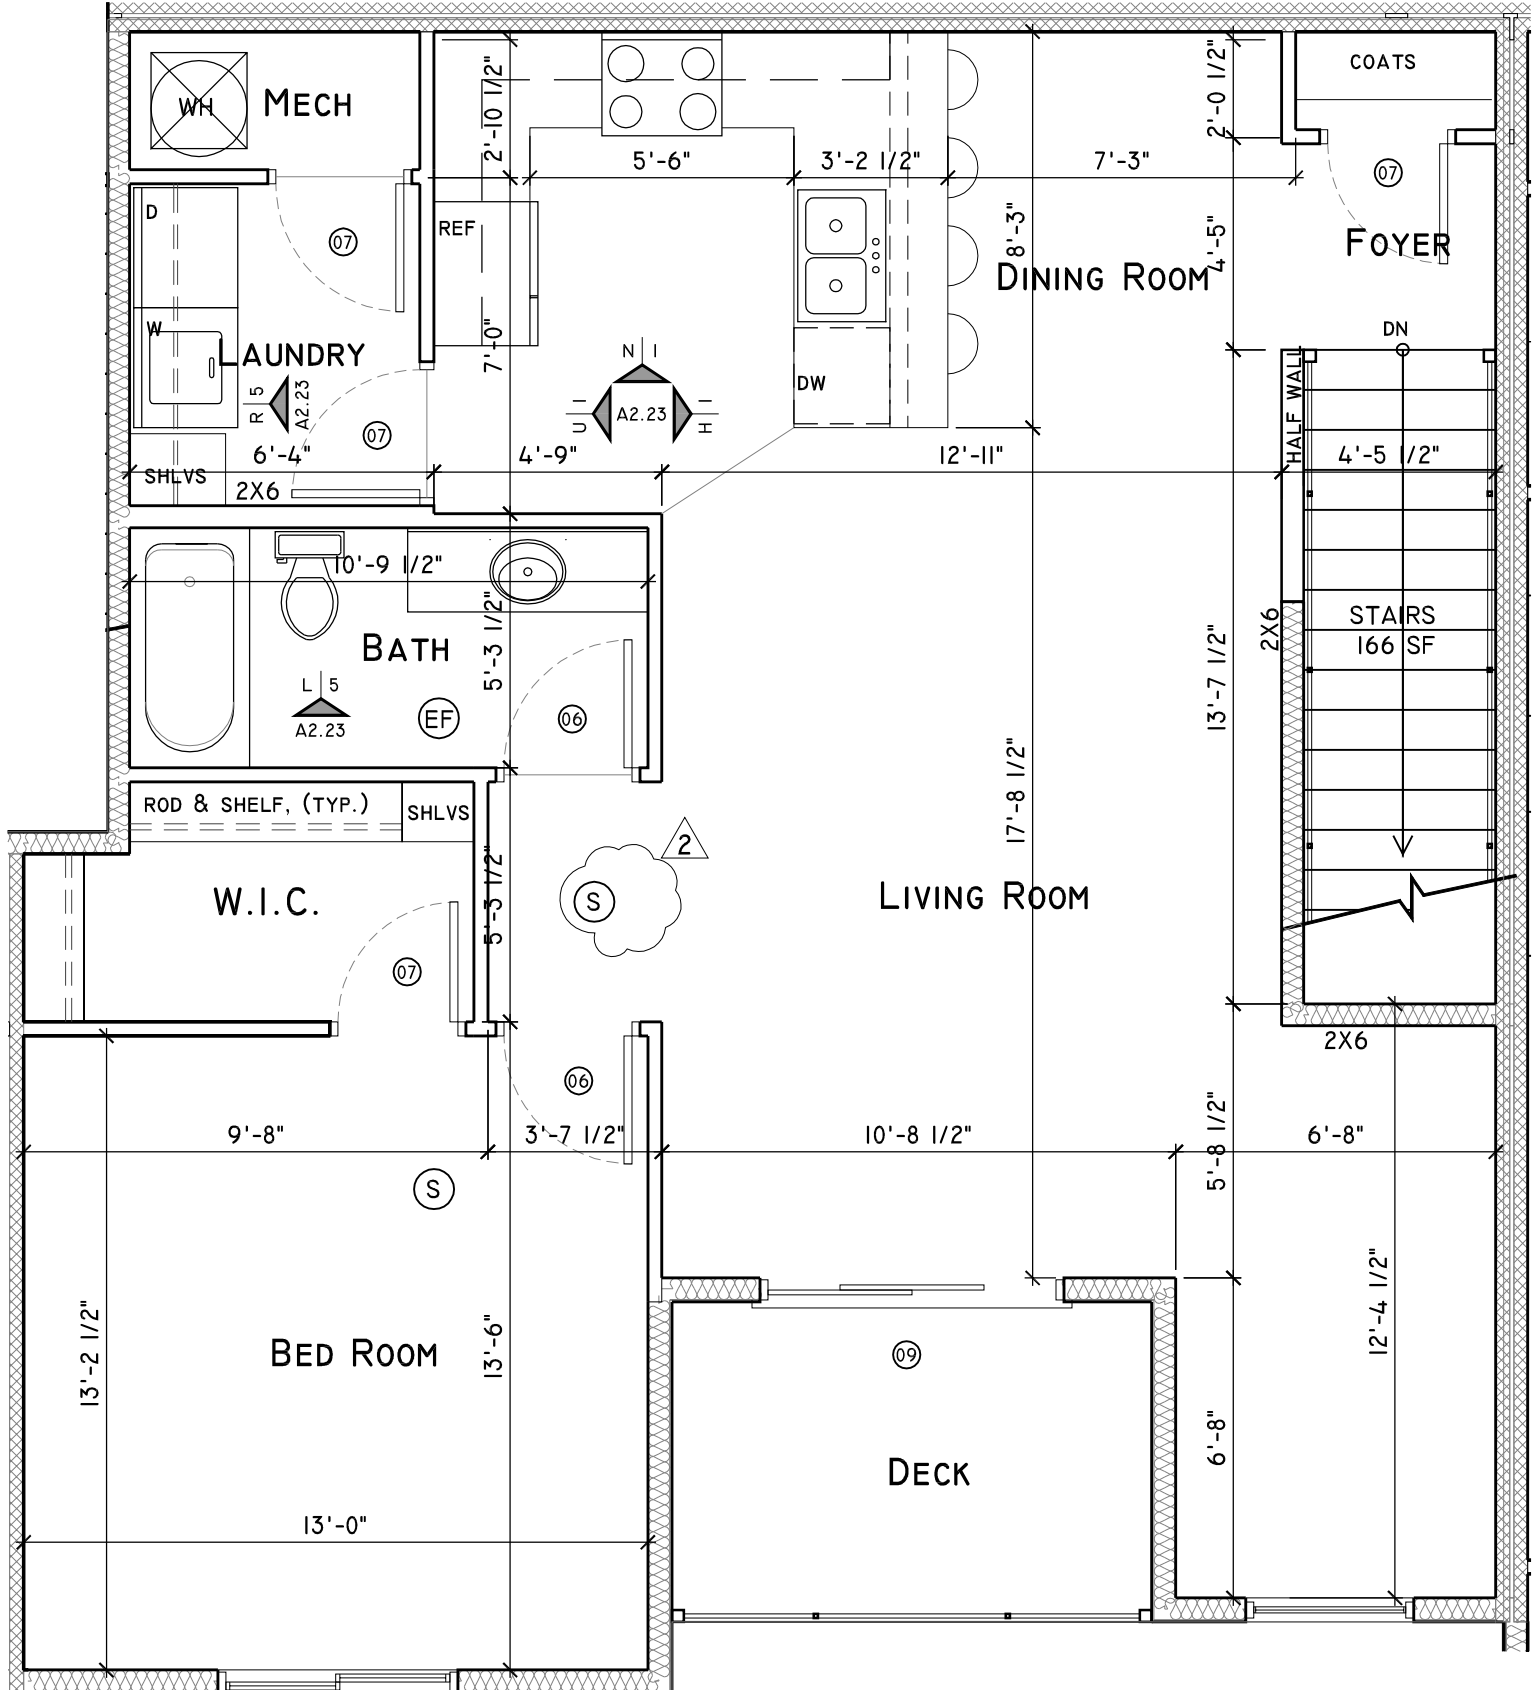 COATS
2'-10 1/2"
2'-0 1/2"
WH
MECH
5'-6"
3'-2 1/2"
7'-3"
07
D
REF
07
8'-3"
4'-5"
FOYER
DINING ROOM
W
LAUNDRY
7'-0"
N 1
DN
R 5
A2.23
U 1
A2.23
H 1
DW
HALF WALL
07
6'-4"
4'-9"
12'-11"
4'-5 1/2"
SHLVS
2X6
10'-9 1/2"
BATH
5'-3 1/2"
STAIRS
166 SF
2X6
13'-7 1/2"
L 5
A2.23
EF
06
17'-8 1/2"
ROD & SHELF, (TYP.)
SHLVS
2
W.I.C.
5'-3 1/2"
S
LIVING ROOM
07
2X6
06
9'-8"
3'-7 1/2"
10'-8 1/2"
5'-8 1/2"
6'-8"
S
13'-2 1/2"
BED ROOM
13'-6"
09
12'-4 1/2"
6'-8"
DECK
13'-0"